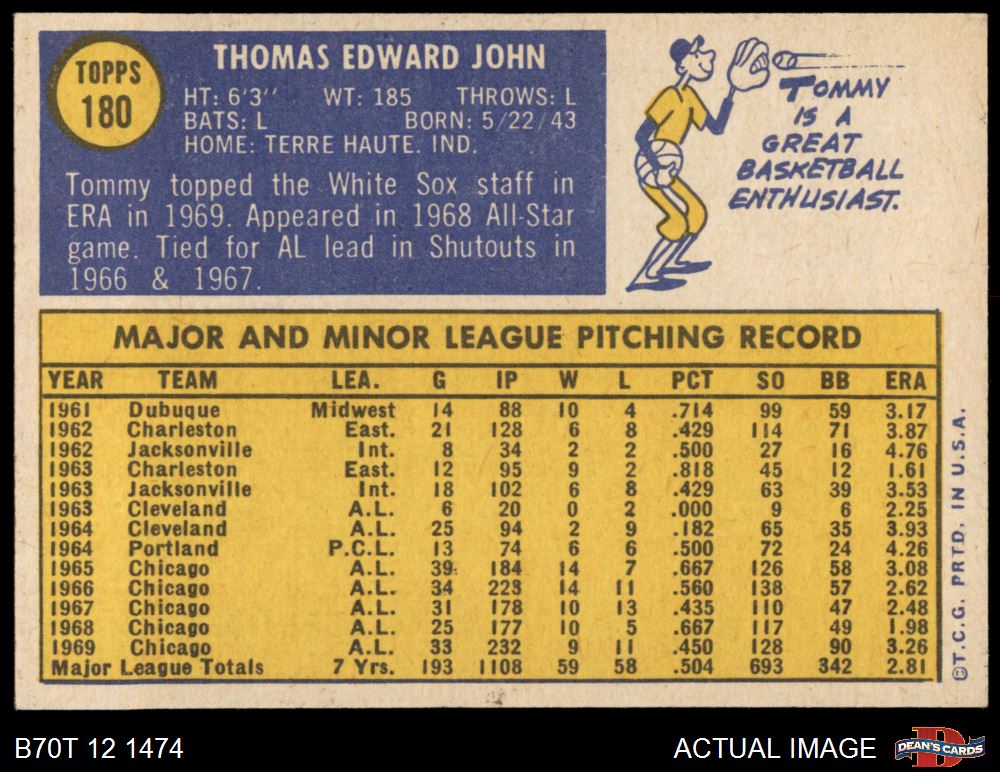 TOPPS
180
THOMAS EDWARD JOHN
HT: 6'3'' WT: 185 THROWS: L
BATS: L BORN: 5/22/43
HOME: TERRE HAUTE. IND.
Tommy topped the White Sox staff in
ERA in 1969. Appeared in 1968 All-Star
game. Tied for AL lead in Shutouts in
1966 & 1967.
TOMMY
IS A
GREAT
BASKETBALL
ENTHUSIAST.
MAJOR AND MINOR LEAGUE PITCHING RECORD
YEAR TEAM LEA. G IP W L PCT SO BB ERA
1961 Dubuque Midwest 14 88 10 4 .714 99 59 3.17
1962 Charleston East. 21 128 6 8 .429 114 71 3.87
1962 Jacksonville Int. 8 34 2 2 .500 27 16 4.76
1963 Charleston East. 12 95 9 2 .818 45 12 1.61
1963 Jacksonville Int. 18 102 6 8 .429 63 39 3.53
1963 Cleveland A.L. 6 20 0 2 .000 9 6 2.25
1964 Cleveland A.L. 25 94 2 9 .182 65 35 3.93
1964 Portland P.C.L. 13 74 6 6 .500 72 24 4.26
1965 Chicago A.L. 39 184 14 7 .667 126 58 3.08
1966 Chicago A.L. 34 223 14 11 .560 138 57 2.62
1967 Chicago A.L. 31 178 10 13 .435 110 47 2.48
1968 Chicago A.L. 25 177 10 5 .667 117 49 1.98
1969 Chicago A.L. 33 232 9 11 .450 128 90 3.26
Major League Totals 7 Yrs. 193 1108 59 58 .504 693 342 2.81
©T.C.G. PRTD. IN U.S.A.
B70T 12 1474
ACTUAL IMAGE
D
DEAN'S CARDS